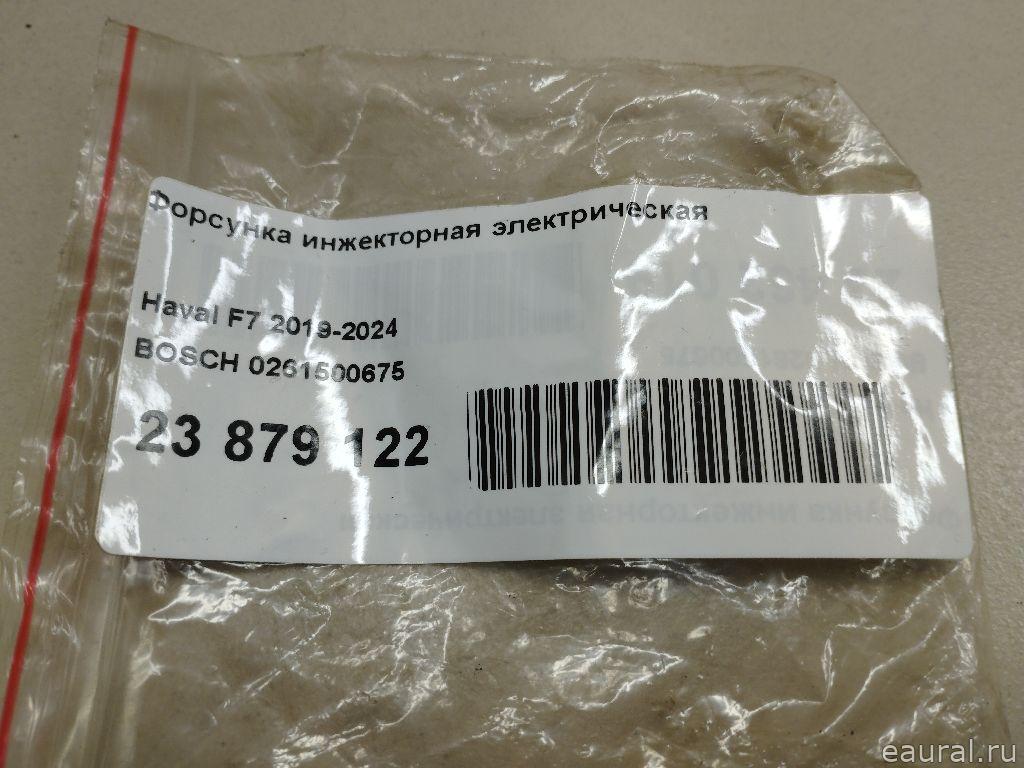 Форсунка инжекторная электрическая
Haval F7 2019-2024
BOSCH 0261500675
23 879 122
eaural.ru